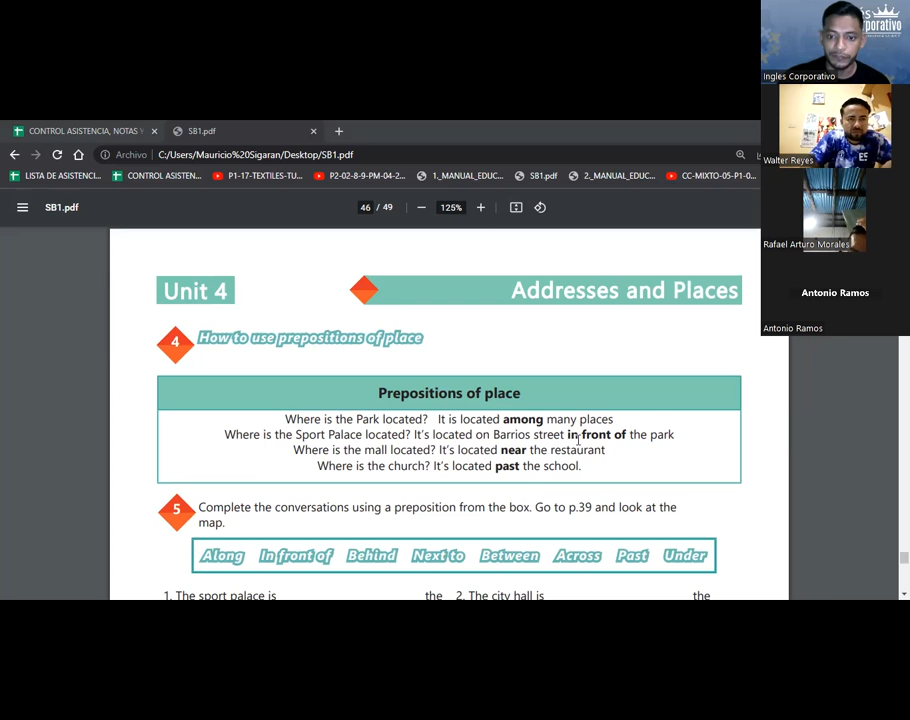 CONTROL ASISTENCIA, NOTAS Y
SB1.pdf
Archivo
C:/Users/Mauricio%20Sigaran/Desktop/SB1.pdf
LISTA DE ASISTENCI...
CONTROL ASISTEN...
P1-17-TEXTILES-TU...
P2-02-8-9-PM-04-2...
1._MANUAL_EDUC...
SB1.pdf
2._MANUAL_EDUC...
CC-MIXTO-05-P1-0...
SB1.pdf
46 / 49
125%
Unit 4
Addresses and Places
4
How to use prepositions of place
Prepositions of place
Where is the Park located? It is located among many places
Where is the Sport Palace located? It's located on Barrios street in front of the park
Where is the mall located? It's located near the restaurant
Where is the church? It's located past the school.
5
Complete the conversations using a preposition from the box. Go to p.39 and look at the
map.
Along In front of Behind Next to Between Across Past Under
1. The sport palace is the
2. The city hall is the
Ingles Corporativo
Walter Reyes
Rafael Arturo Morales
Antonio Ramos
Antonio Ramos